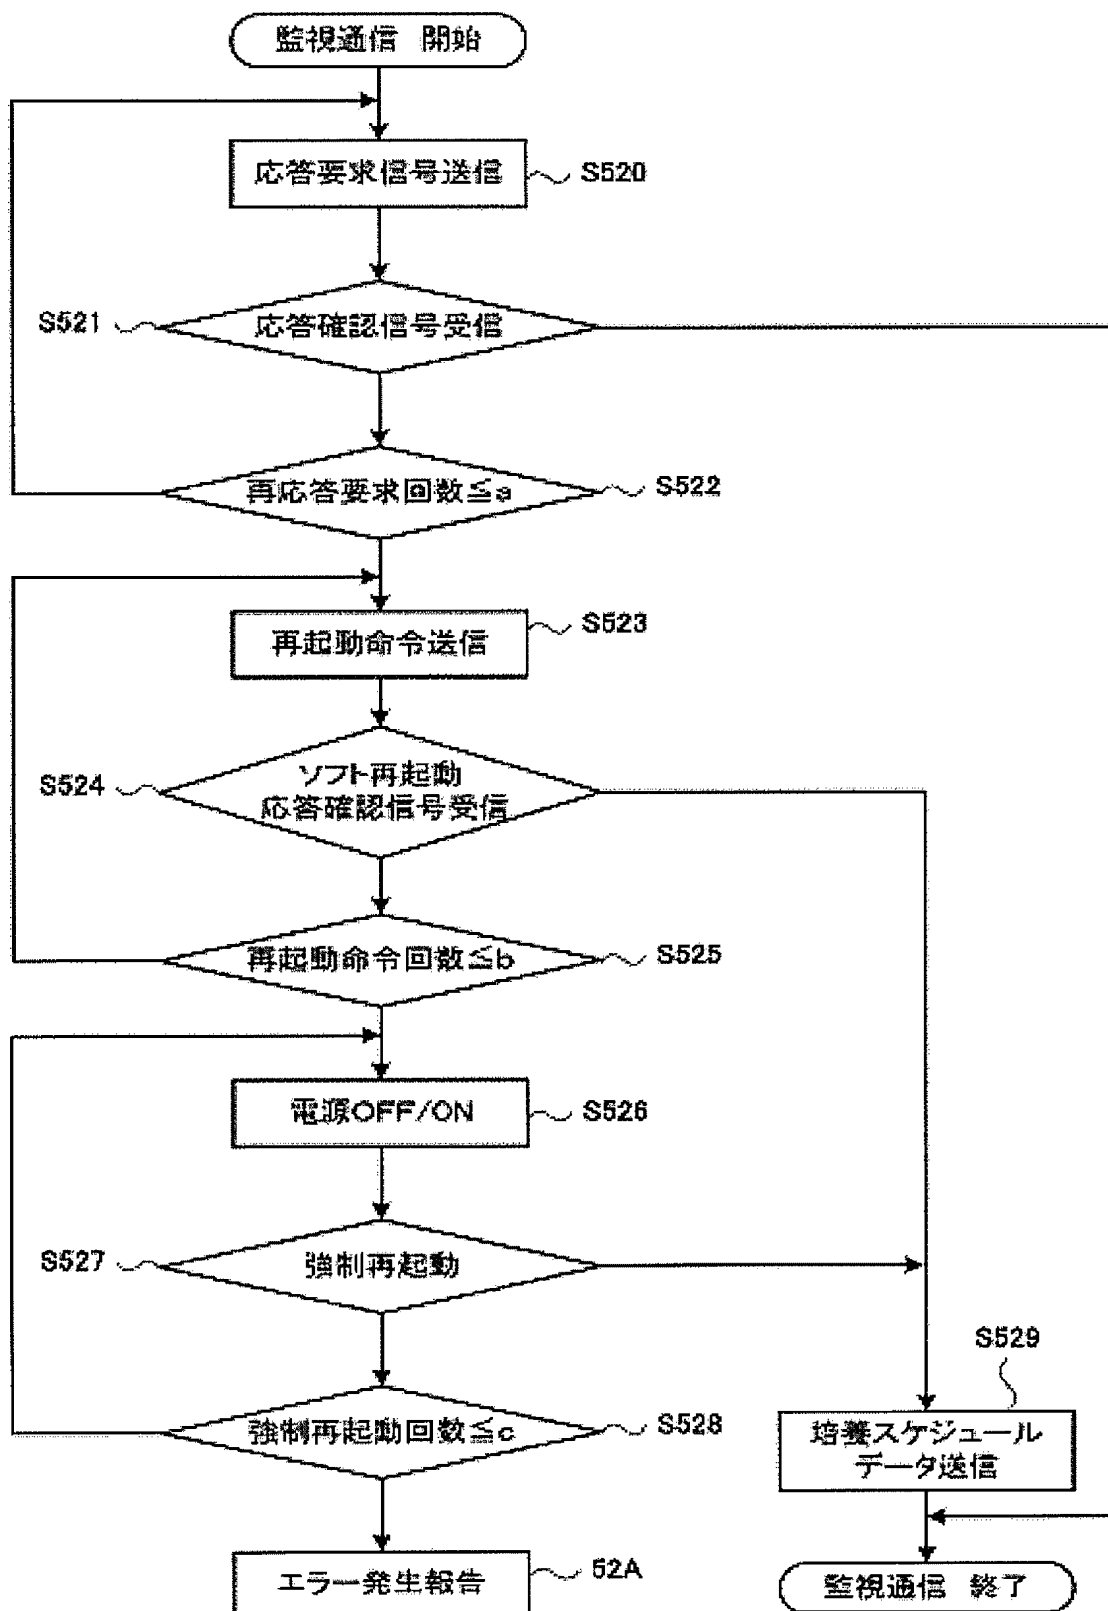 監視通信 開始
応答要求信号送信
S520
S521
応答確認信号受信
再応答要求回数≦a
S522
再起動命令送信
S523
S524
ソフト再起動
応答確認信号受信
再起動命令回数≦b
S525
電源OFF/ON
S526
S527
強制再起動
強制再起動回数≦c
S528
S529
培養スケジュール
データ送信
エラー発生報告
52A
監視通信 終了